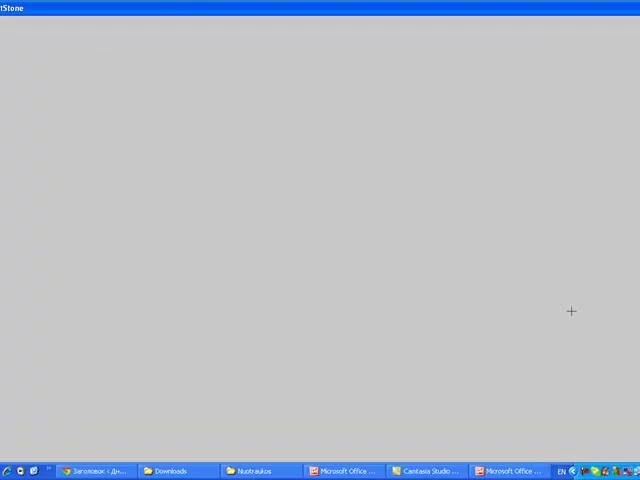 tStone
Заголовок < Дн...
Downloads
Nuotraukos
Microsoft Office ...
Camtasia Studio ...
Microsoft Office ...
EN